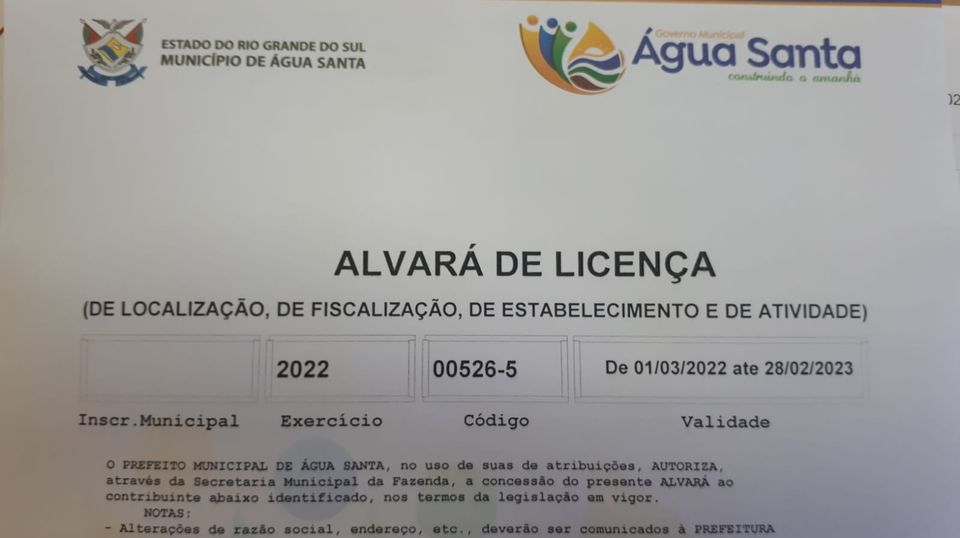 ESTADO DO RIO GRANDE DO SUL
MUNICÍPIO DE ÁGUA SANTA
Governo Municipal
Água Santa
construindo o amanhã
02
ALVARÁ DE LICENÇA
(DE LOCALIZAÇÃO, DE FISCALIZAÇÃO, DE ESTABELECIMENTO E DE ATIVIDADE)
2022 00526-5 De 01/03/2022 ate 28/02/2023
Inscr.Municipal Exercício Código Validade
O PREFEITO MUNICIPAL DE ÁGUA SANTA, no uso de suas de atribuições, AUTORIZA,
através da Secretaria Municipal da Fazenda, a concessão do presente ALVARÁ ao
contribuinte abaixo identificado, nos termos da legislação em vigor.
NOTAS:
- Alterações de razão social, endereço, etc., deverão ser comunicados à PREFEITURA